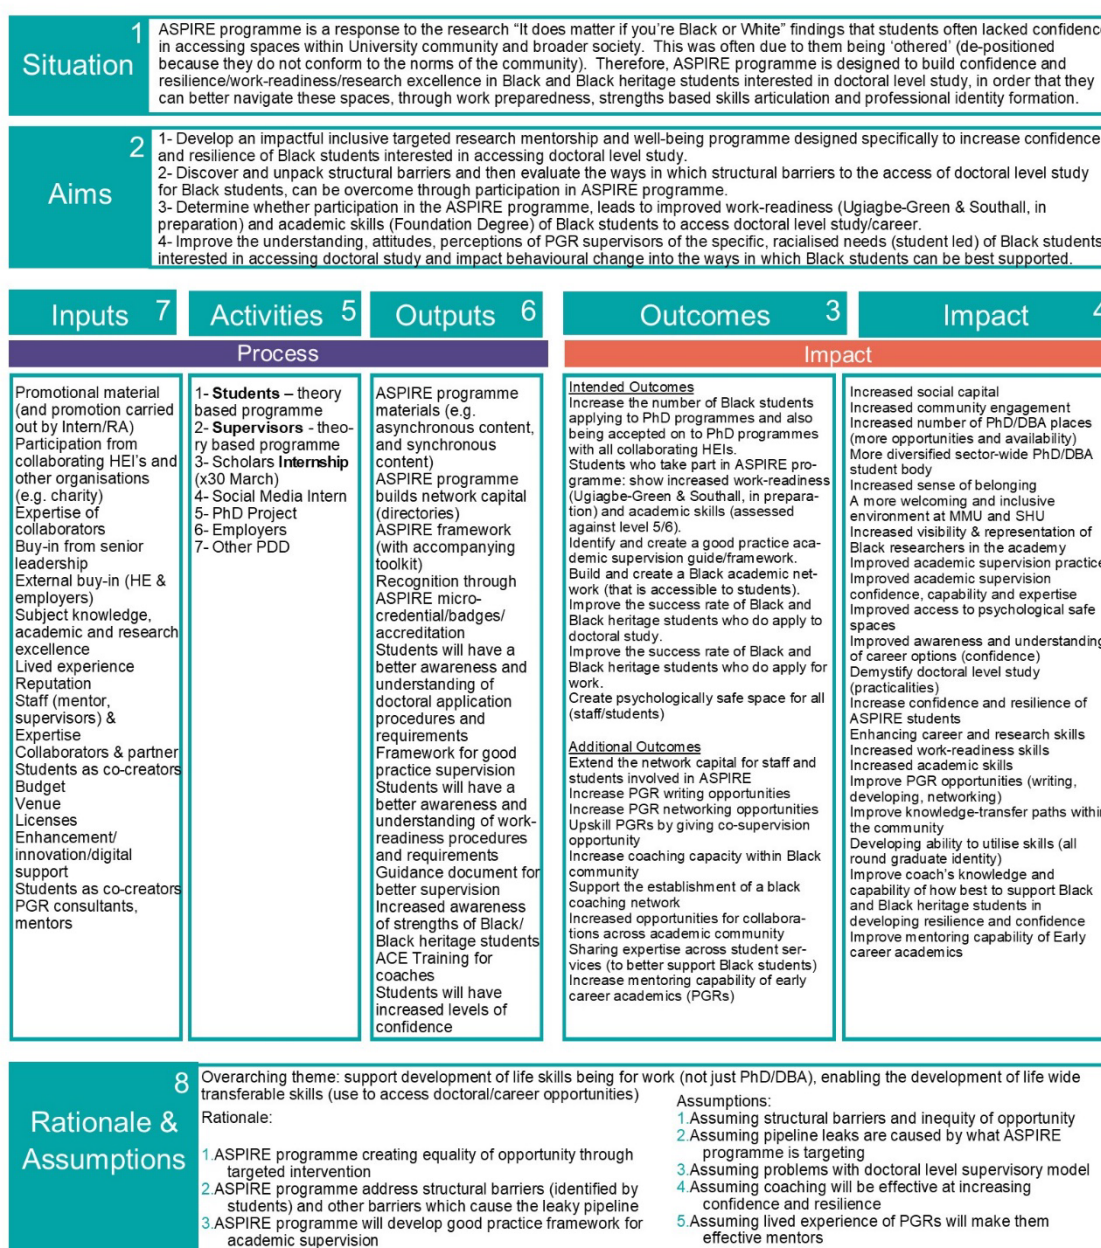 1
Situation
ASPIRE programme is a response to the research “It does matter if you’re Black or White” findings that students often lacked confidence
in accessing spaces within University community and broader society. This was often due to them being ‘othered’ (de-positioned
because they do not conform to the norms of the community). Therefore, ASPIRE programme is designed to build confidence and
resilience/work-readiness/research excellence in Black and Black heritage students interested in doctoral level study, in order that they
can better navigate these spaces, through work preparedness, strengths based skills articulation and professional identity formation.
2
Aims
1- Develop an impactful inclusive targeted research mentorship and well-being programme designed specifically to increase confidence
and resilience of Black students interested in accessing doctoral level study.
2- Discover and unpack structural barriers and then evaluate the ways in which structural barriers to the access of doctoral level study
for Black students, can be overcome through participation in ASPIRE programme.
3- Determine whether participation in the ASPIRE programme, leads to improved work-readiness (Ugiagbe-Green & Southall, in
preparation) and academic skills (Foundation Degree) of Black students to access doctoral level study/career.
4- Improve the understanding, attitudes, perceptions of PGR supervisors of the specific, racialised needs (student led) of Black students
interested in accessing doctoral study and impact behavioural change into the ways in which Black students can be best supported.
Inputs 7
Activities 5
Outputs 6
Outcomes 3
Impact 4
Process
Impact
Promotional material
(and promotion carried
out by Intern/RA)
Participation from
collaborating HEI’s and
other organisations
(e.g. charity)
Expertise of
collaborators
Buy-in from senior
leadership
External buy-in (HE &
employers)
Subject knowledge,
academic and research
excellence
Lived experience
Reputation
Staff (mentor,
supervisors) &
Expertise
Collaborators & partner
Students as co-creators
Budget
Venue
Licenses
Enhancement/
innovation/digital
support
Students as co-creators
PGR consultants,
mentors
1- Students – theory
based programme
2- Supervisors - theo-
ry based programme
3- Scholars Internship
(x30 March)
4- Social Media Intern
5- PhD Project
6- Employers
7- Other PDD
ASPIRE programme
materials (e.g.
asynchronous content,
and synchronous
content)
ASPIRE programme
builds network capital
(directories)
ASPIRE framework
(with accompanying
toolkit)
Recognition through
ASPIRE micro-
credential/badges/
accreditation
Students will have a
better awareness and
understanding of
doctoral application
procedures and
requirements
Framework for good
practice supervision
Students will have a
better awareness and
understanding of work-
readiness procedures
and requirements
Guidance document for
better supervision
Increased awareness
of strengths of Black/
Black heritage students
ACE Training for
coaches
Students will have
increased levels of
confidence
Intended Outcomes
Increase the number of Black students
applying to PhD programmes and also
being accepted on to PhD programmes
with all collaborating HEIs.
Students who take part in ASPIRE pro-
gramme: show increased work-readiness
(Ugiagbe-Green & Southall, in prepara-
tion) and academic skills (assessed
against level 5/6).
Identify and create a good practice aca-
demic supervision guide/framework.
Build and create a Black academic net-
work (that is accessible to students).
Improve the success rate of Black and
Black heritage students who do apply to
doctoral study.
Improve the success rate of Black and
Black heritage students who do apply for
work.
Create psychologically safe space for all
(staff/students)
Additional Outcomes
Extend the network capital for staff and
students involved in ASPIRE
Increase PGR writing opportunities
Increase PGR networking opportunities
Upskill PGRs by giving co-supervision
opportunity
Increase coaching capacity within Black
community
Support the establishment of a black
coaching network
Increased opportunities for collabora-
tions across academic community
Sharing expertise across student ser-
vices (to better support Black students)
Increase mentoring capability of early
career academics (PGRs)
Increased social capital
Increased community engagement
Increased number of PhD/DBA places
(more opportunities and availability)
More diversified sector-wide PhD/DBA
student body
Increased sense of belonging
A more welcoming and inclusive
environment at MMU and SHU
Increased visibility & representation of
Black researchers in the academy
Improved academic supervision practice
Improved academic supervision
confidence, capability and expertise
Improved access to psychological safe
spaces
Improved awareness and understanding
of career options (confidence)
Demystify doctoral level study
(practicalities)
Increase confidence and resilience of
ASPIRE students
Enhancing career and research skills
Increased work-readiness skills
Increased academic skills
Improve PGR opportunities (writing,
developing, networking)
Improve knowledge-transfer paths within
the community
Developing ability to utilise skills (all
round graduate identity)
Improve coach’s knowledge and
capability of how best to support Black
and Black heritage students in
developing resilience and confidence
Improve mentoring capability of Early
career academics
8
Rationale &
Assumptions
Overarching theme: support development of life skills being for work (not just PhD/DBA), enabling the development of life wide
transferable skills (use to access doctoral/career opportunities)
Rationale:
1.ASPIRE programme creating equality of opportunity through
targeted intervention
2.ASPIRE programme address structural barriers (identified by
students) and other barriers which cause the leaky pipeline
3.ASPIRE programme will develop good practice framework for
academic supervision
Assumptions:
1.Assuming structural barriers and inequity of opportunity
2.Assuming pipeline leaks are caused by what ASPIRE
programme is targeting
3.Assuming problems with doctoral level supervisory model
4.Assuming coaching will be effective at increasing
confidence and resilience
5.Assuming lived experience of PGRs will make them
effective mentors